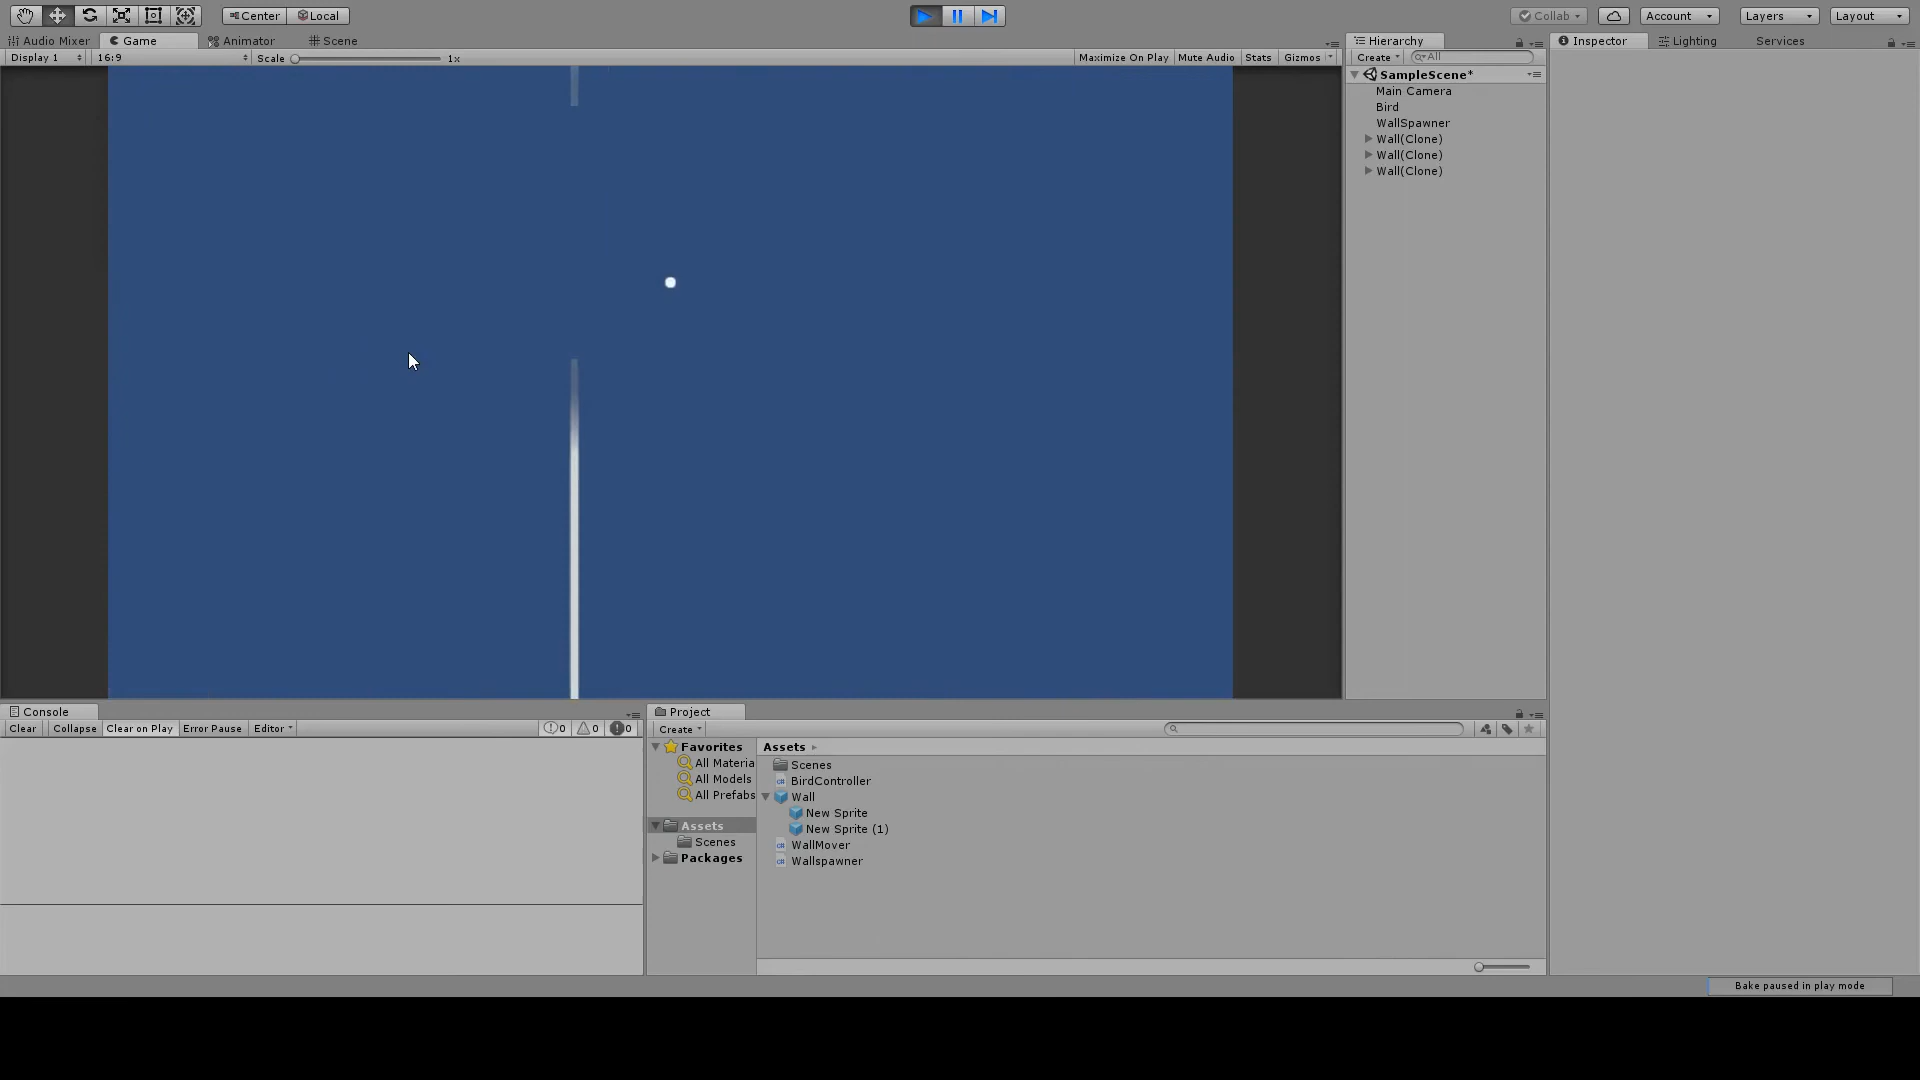 Center Local Collab Account Layers Layout
Audio Mixer Game Animator Scene Hierarchy Inspector Lighting Services
Display 1 16:9 Scale 1x Maximize On Play Mute Audio Stats Gizmos Create All
SampleScene*
Main Camera
Bird
WallSpawner
Wall(Clone)
Wall(Clone)
Wall(Clone)
Console Project
Clear Collapse Clear on Play Error Pause Editor 0 0 0 Create
Favorites Assets
All Materia Scenes
All Models BirdController
All Prefabs Wall
New Sprite
Assets New Sprite (1)
Scenes WallMover
Packages Wallspawner
Bake paused in play mode